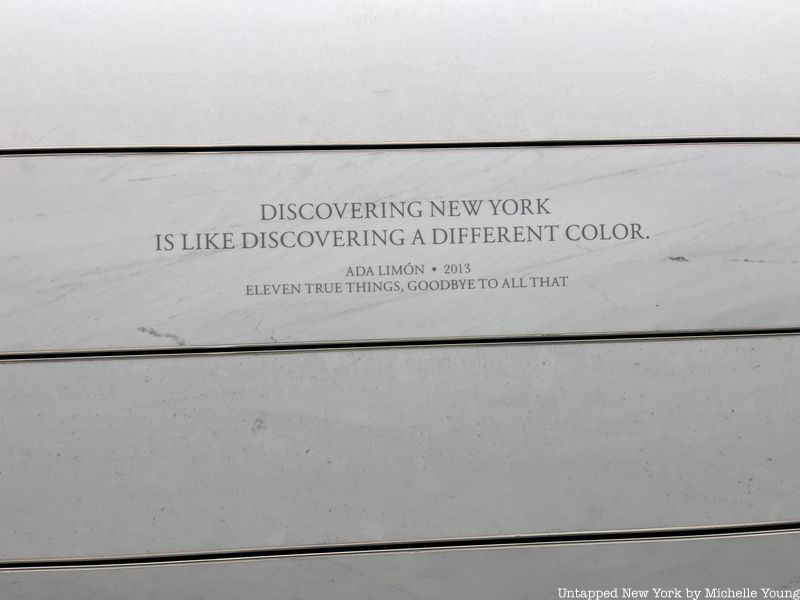 DISCOVERING NEW YORK
IS LIKE DISCOVERING A DIFFERENT COLOR.
ADA LIMÓN • 2013
ELEVEN TRUE THINGS, GOODBYE TO ALL THAT
Untapped New York by Michelle Young